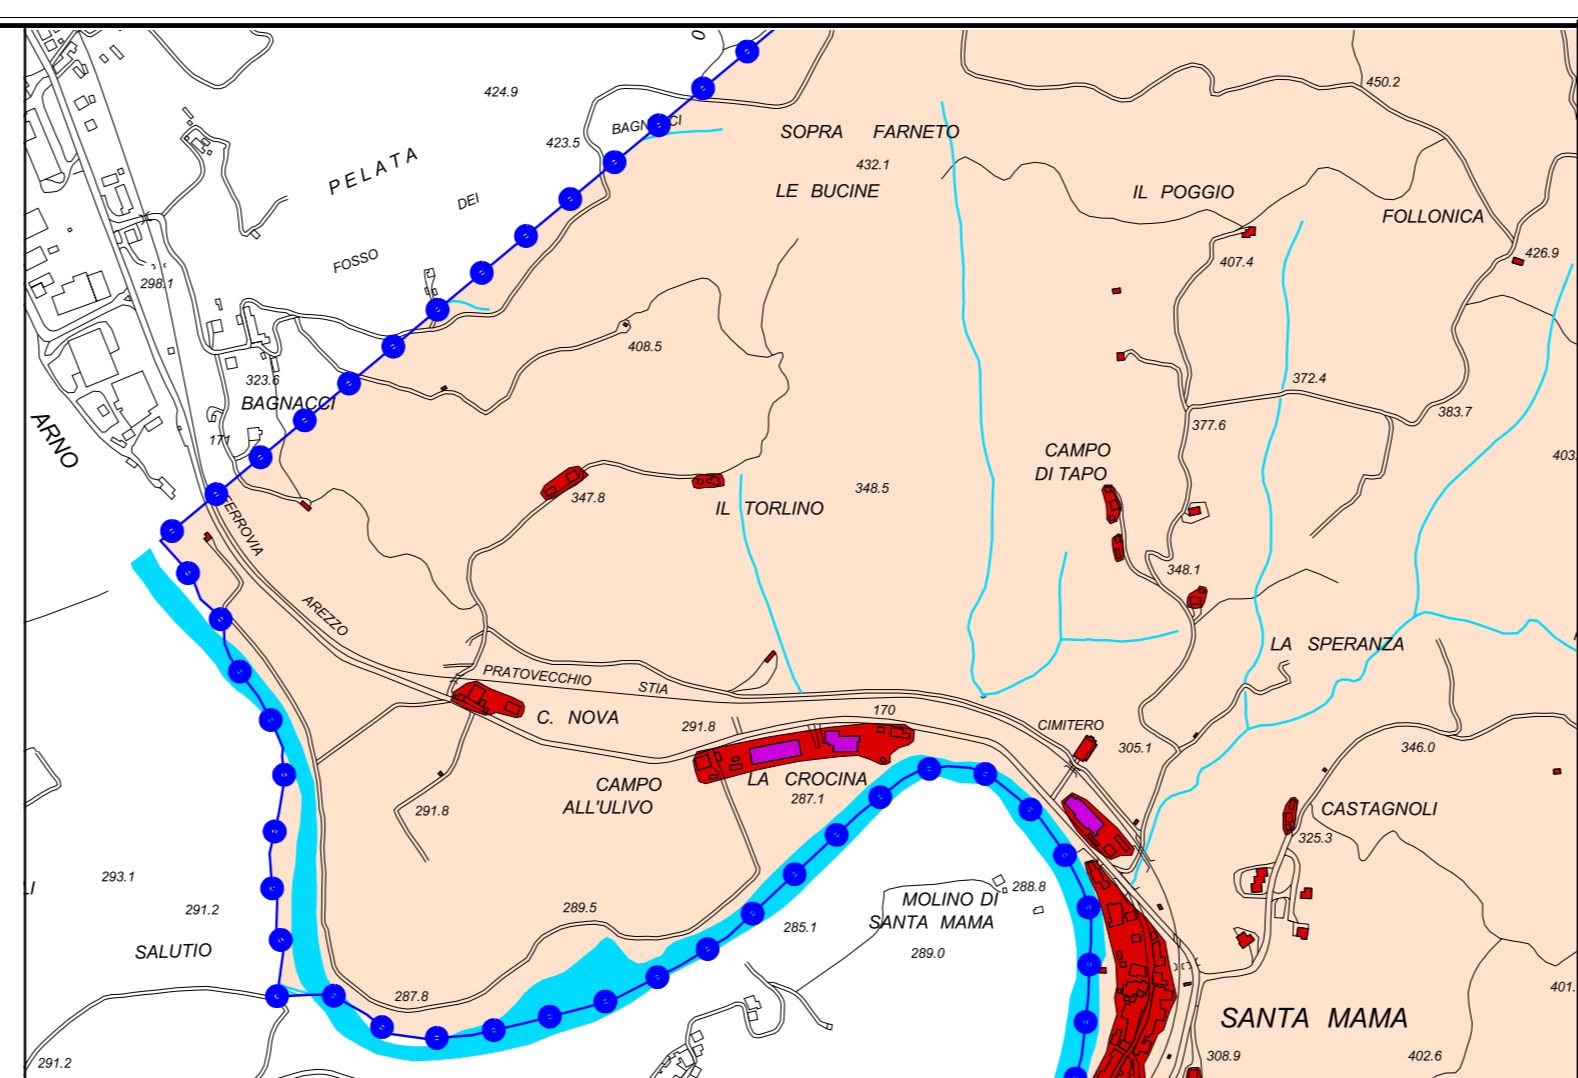 O
450.2
424.9
BAGNACCI
SOPRA FARNETO
423.5
432.1
PELATA
LE BUCINE
IL POGGIO
DEI
FOLLONICA
FOSSO
426.9
407.4
298.1
408.5
323.6
372.4
BAGNACCI
383.7
ARNO
171
377.6
CAMPO
DI TAPO
403.
347.8
348.5
IL TORLINO
FERROVIA
348.1
AREZZO
LA SPERANZA
PRATOVECCHIO
STIA
C. NOVA
170
291.8
CIMITERO
305.1
346.0
CAMPO
ALL'ULIVO
LA CROCINA
287.1
291.8
CASTAGNOLI
325.3
293.1
LI
288.8
291.2
289.5
MOLINO DI
SANTA MAMA
285.1
SALUTIO
289.0
287.8
401.
SANTA MAMA
291.2
308.9
402.6